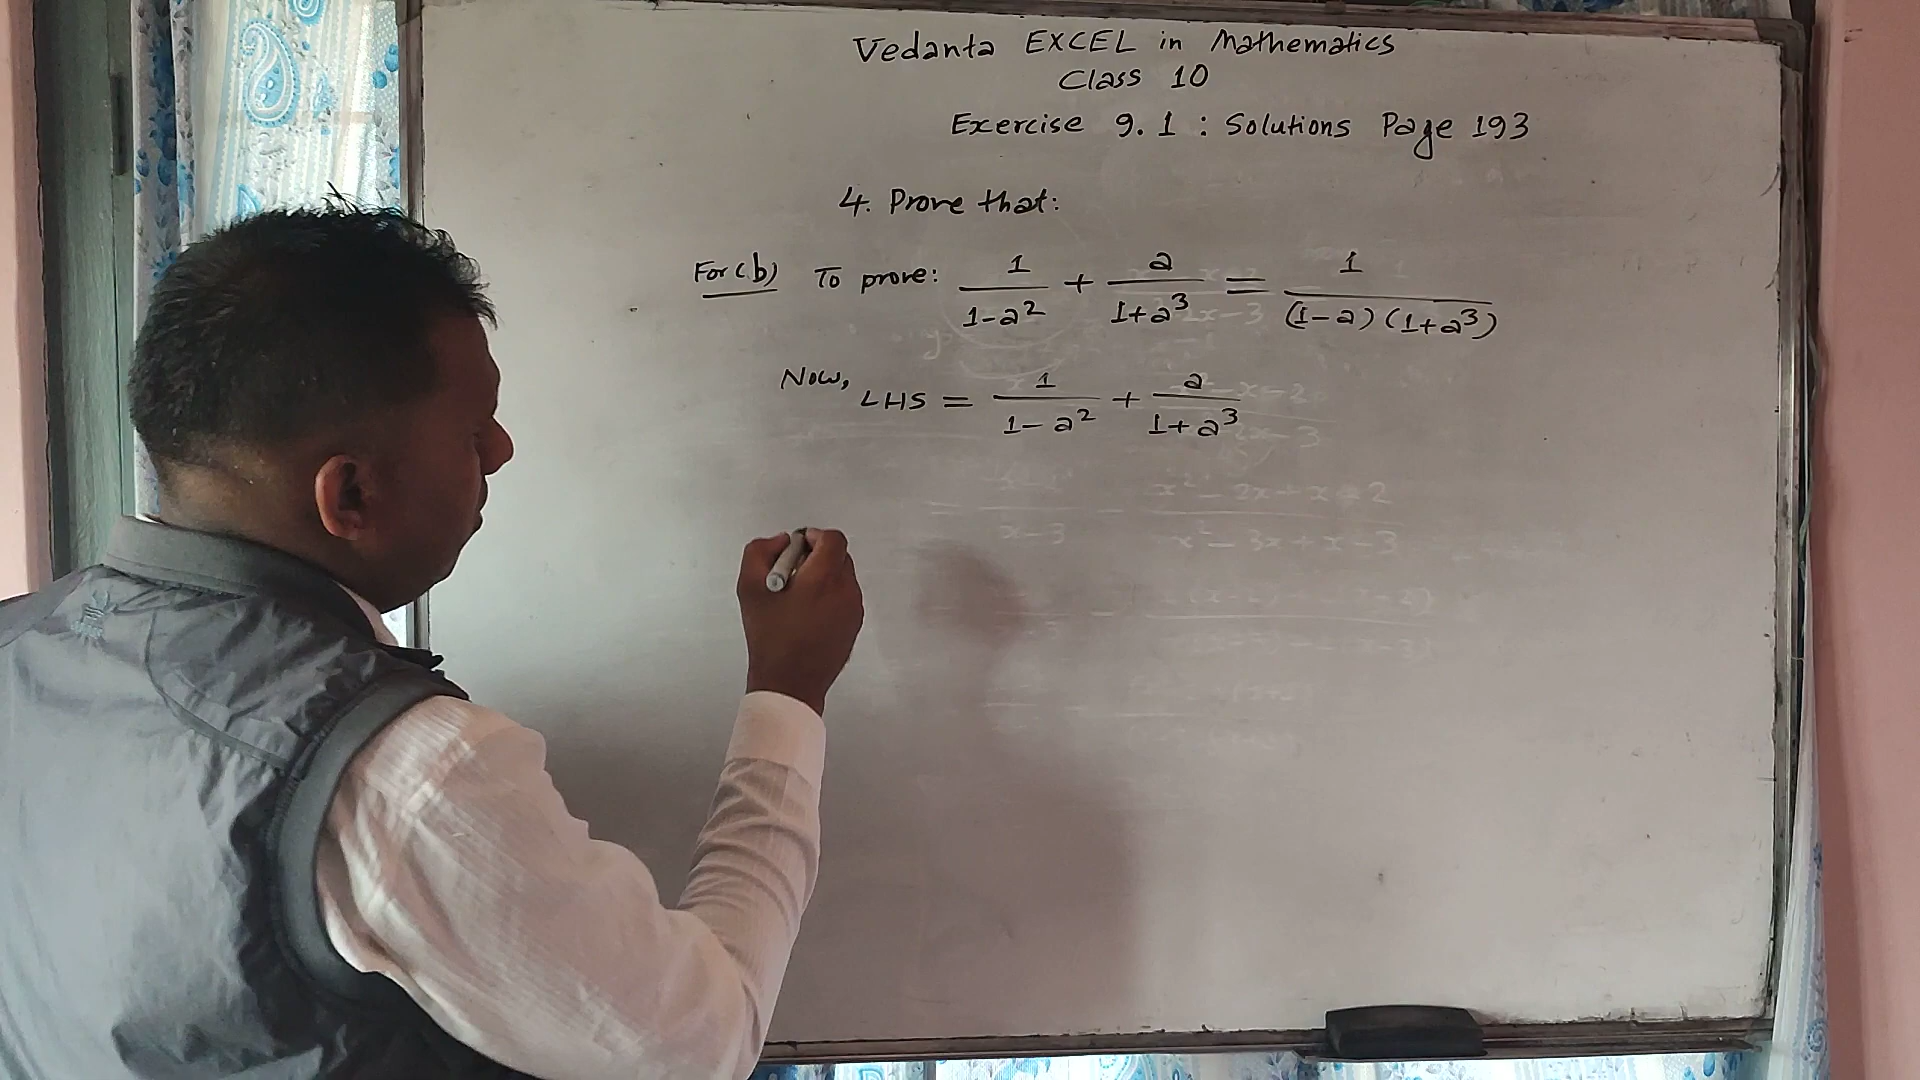 Vedanta EXCEL in Mathematics
Class 10
Exercise 9.1 : Solutions Page 193
4. Prove that:
For (b) To prove: 1/(1-a²) + a/(1+a³) = 1/((1-a)(1+a³))
Now, LHS = 1/(1-a²) + a/(1+a³)